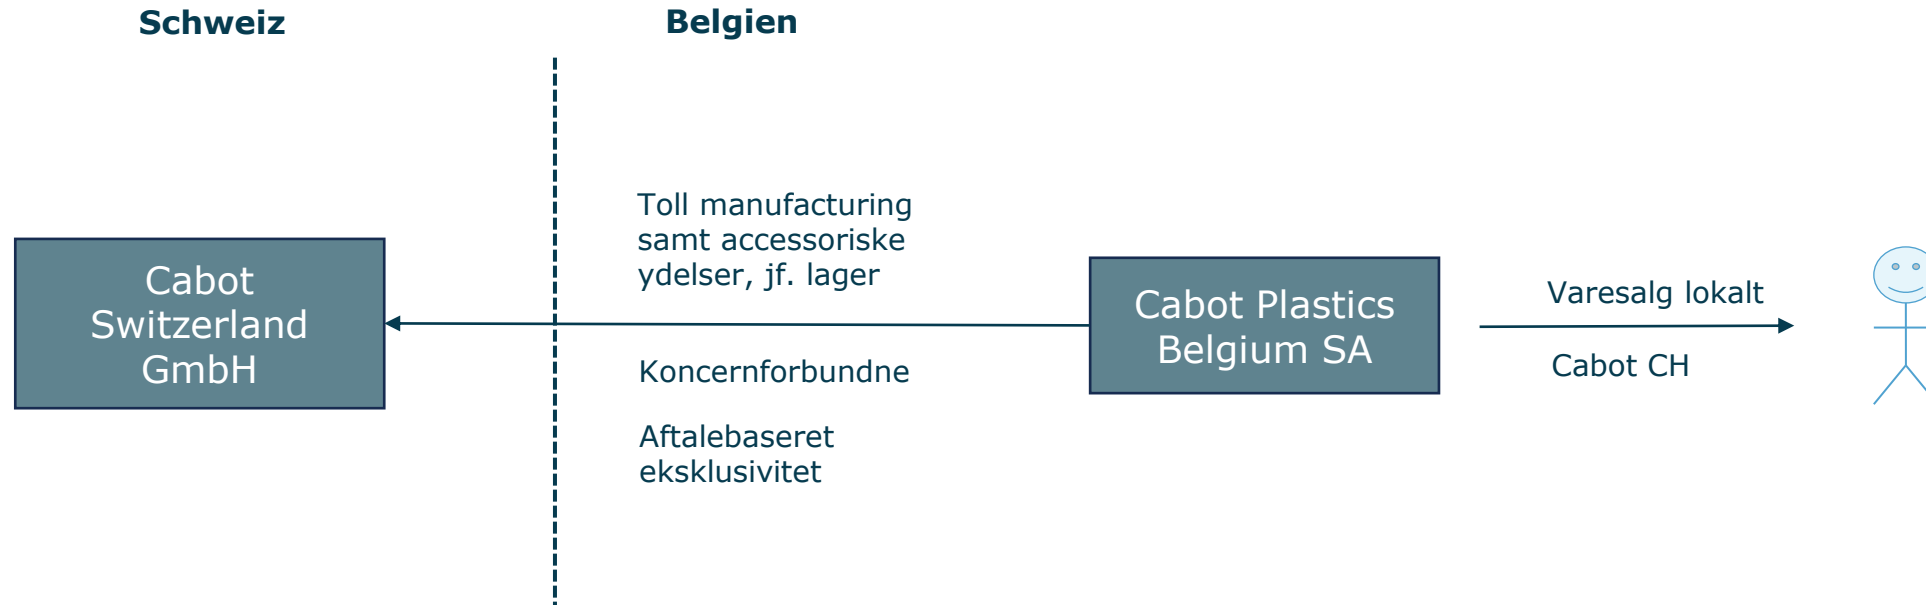 Schweiz
Belgien
Toll manufacturing
samt accessoriske
ydelser, jf. lager
Cabot
Switzerland
GmbH
Koncernforbundne
Aftalebaseret
eksklusivitet
Cabot Plastics
Belgium SA
Varesalg lokalt
Cabot CH